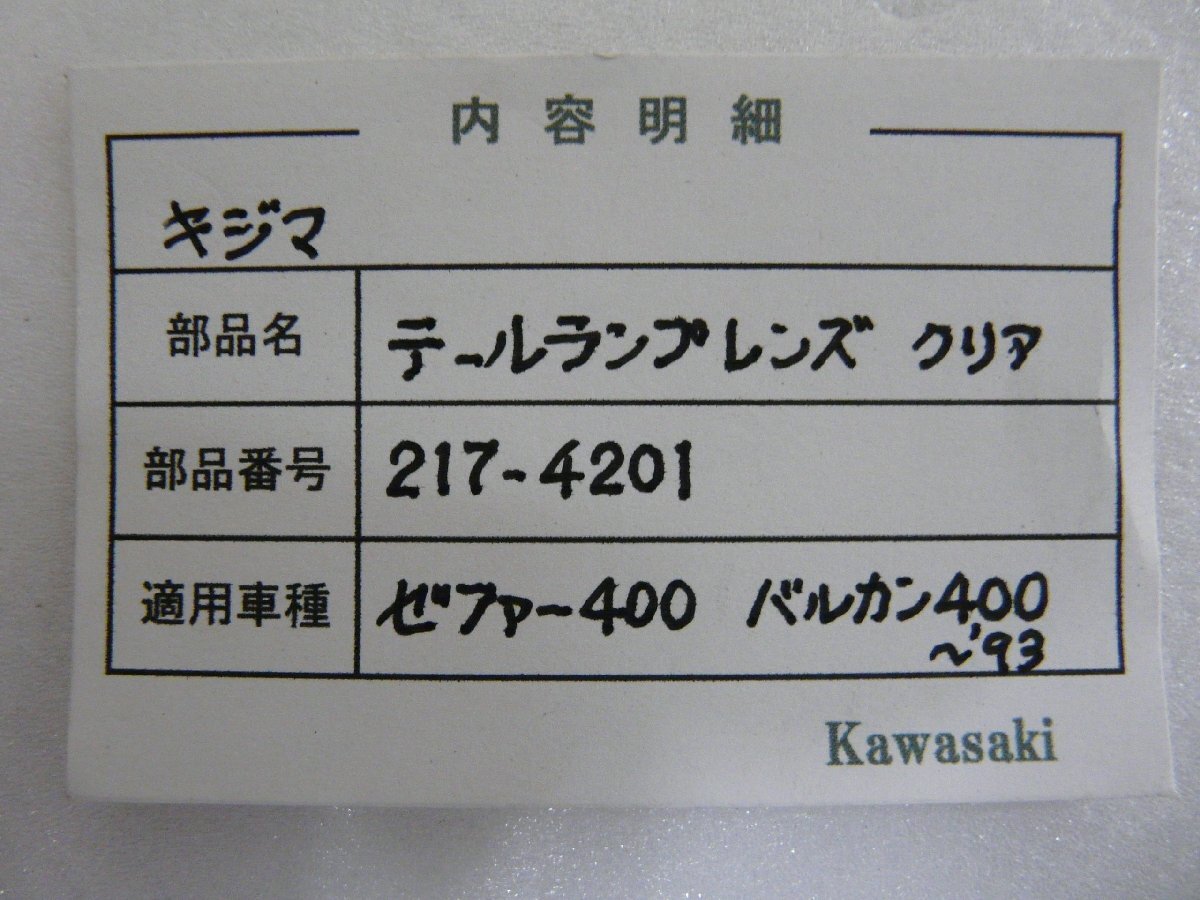 内容明細
キジマ
部品名 テールランプレンズ クリア
部品番号 217-4201
適用車種 ゼファー400 バルカン400
～'93
Kawasaki